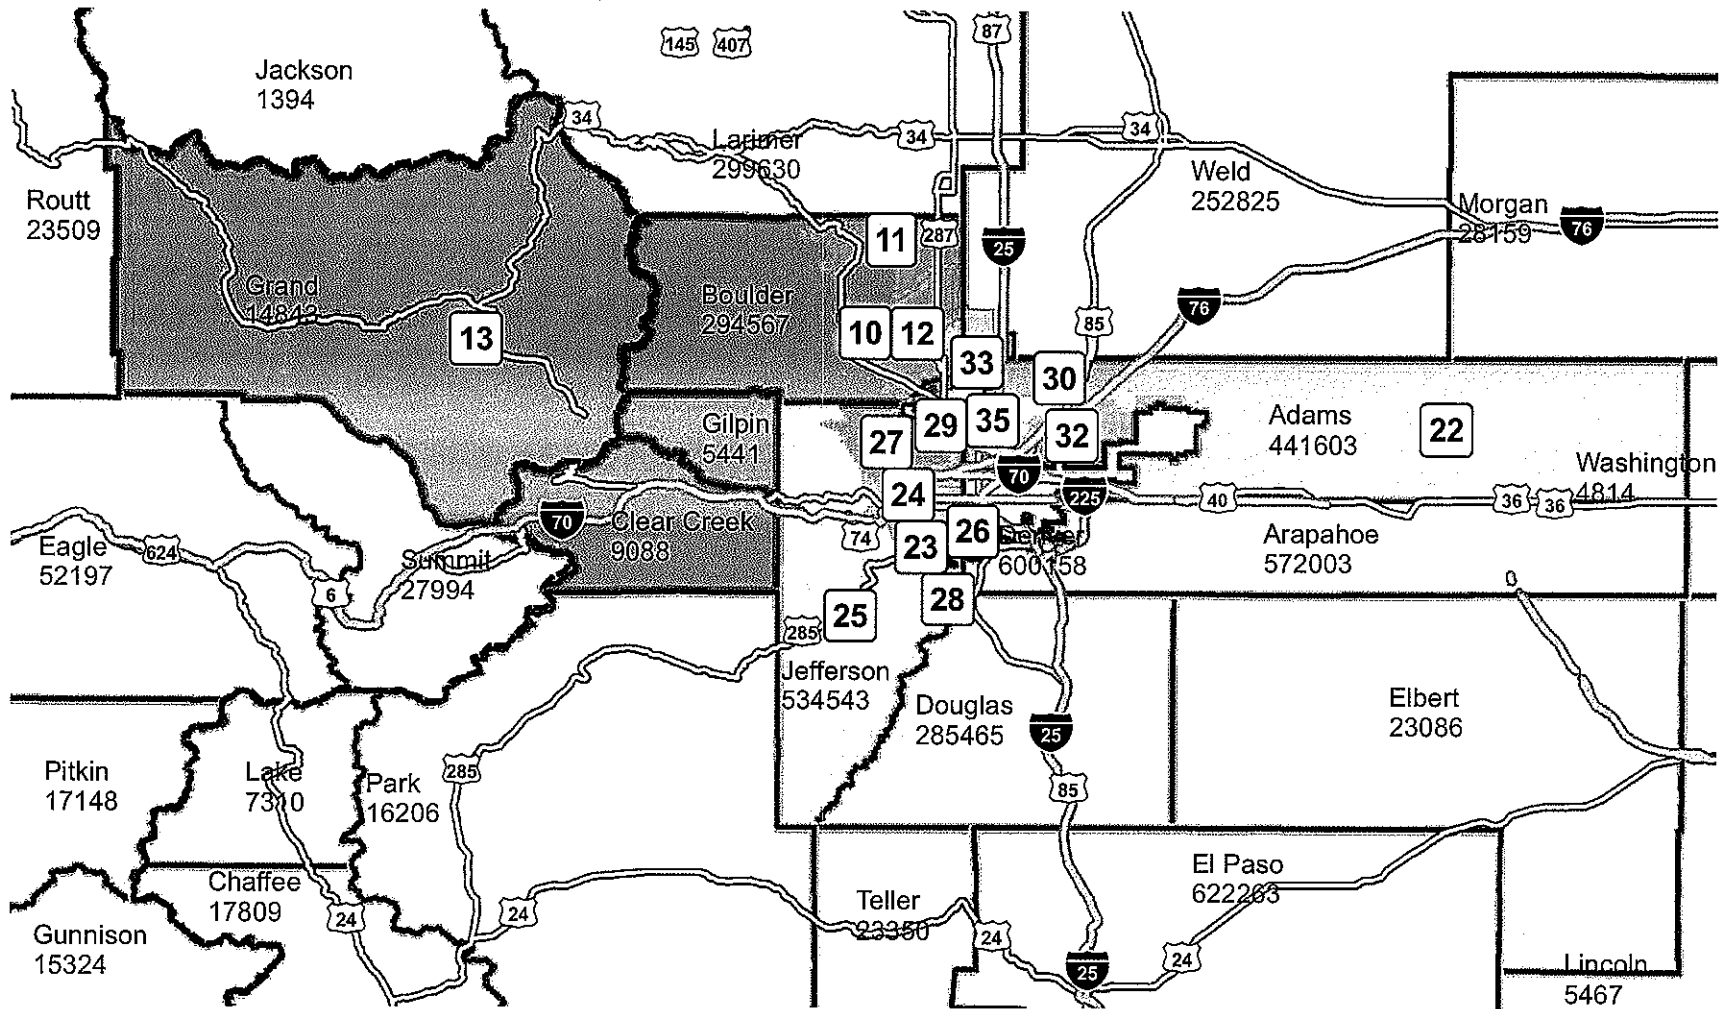 87
145 407
Jackson
1394
34
34
34
Larimer
299630
Weld
252825
Routt
23509
Morgan
28159
76
11
287
25
Grand
14843
Boulder
294567
76
85
10
12
13
33
30
Gilpin
5441
27
29
35
32
Adams
441603
22
Washington
4814
70
24
225
40
36
36
70
Clear Creek
9088
74
23
26
Denver
600158
Arapahoe
572003
Eagle
52197
624
Summit
27994
6
28
25
285
Jefferson
534543
Douglas
285465
25
Elbert
23086
Pitkin
17148
Lake
7310
Park
16206
285
85
Chaffee
17809
24
24
Teller
23350
24
El Paso
622263
24
Gunnison
15324
25
Lincoln
5467